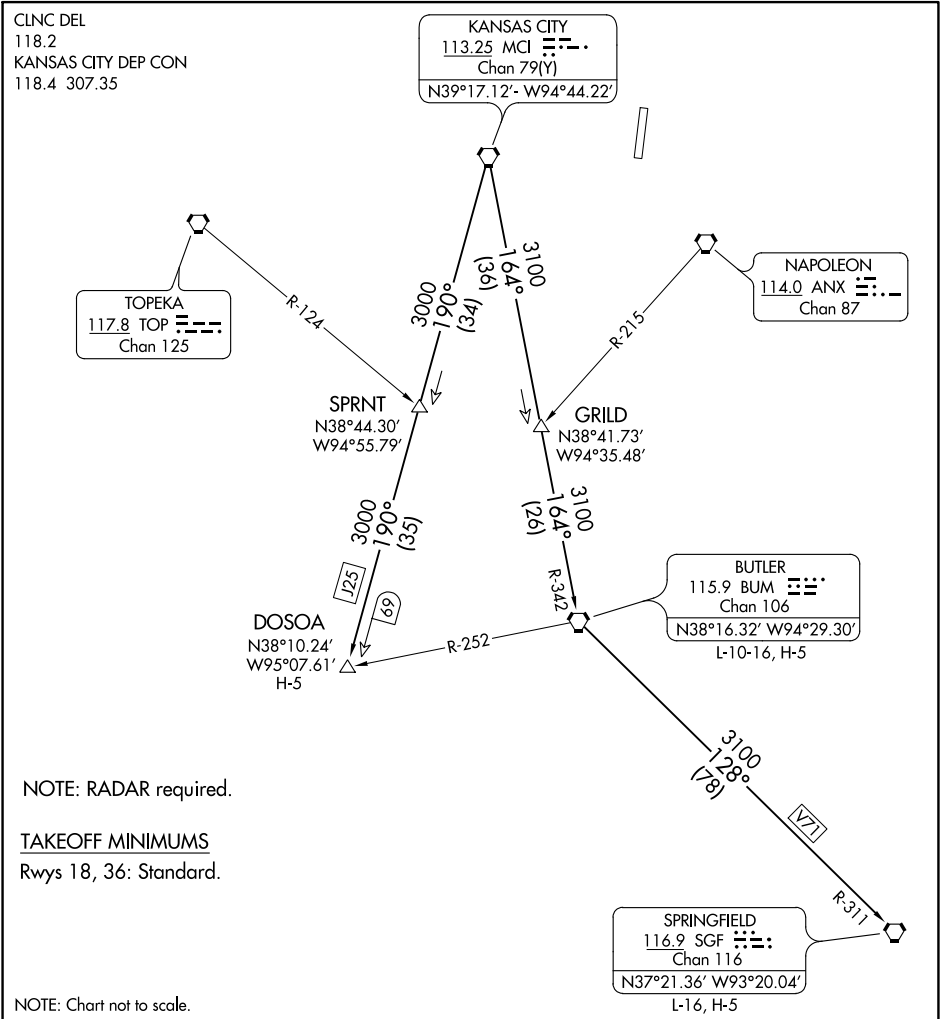 CLNC DEL
118.2
KANSAS CITY DEP CON
118.4 307.35
KANSAS CITY
113.25 MCI
Chan 79(Y)
N39°17.12'- W94°44.22'
TOPEKA
117.8 TOP
Chan 125
NAPOLEON
114.0 ANX
Chan 87
R-124
R-215
3000
190°
(34)
3100
164°
(36)
SPRNT
N38°44.30'
W94°55.79'
GRILD
N38°41.73'
W94°35.48'
3000
190°
(35)
3100
164°
(26)
J25
69
R-342
R-252
DOSOA
N38°10.24'
W95°07.61'
H-5
BUTLER
115.9 BUM
Chan 106
N38°16.32' W94°29.30'
L-10-16, H-5
3100
128°
(78)
V71
R-311
NOTE: RADAR required.
TAKEOFF MINIMUMS
Rwys 18, 36: Standard.
SPRINGFIELD
116.9 SGF
Chan 116
N37°21.36' W93°20.04'
L-16, H-5
NOTE: Chart not to scale.